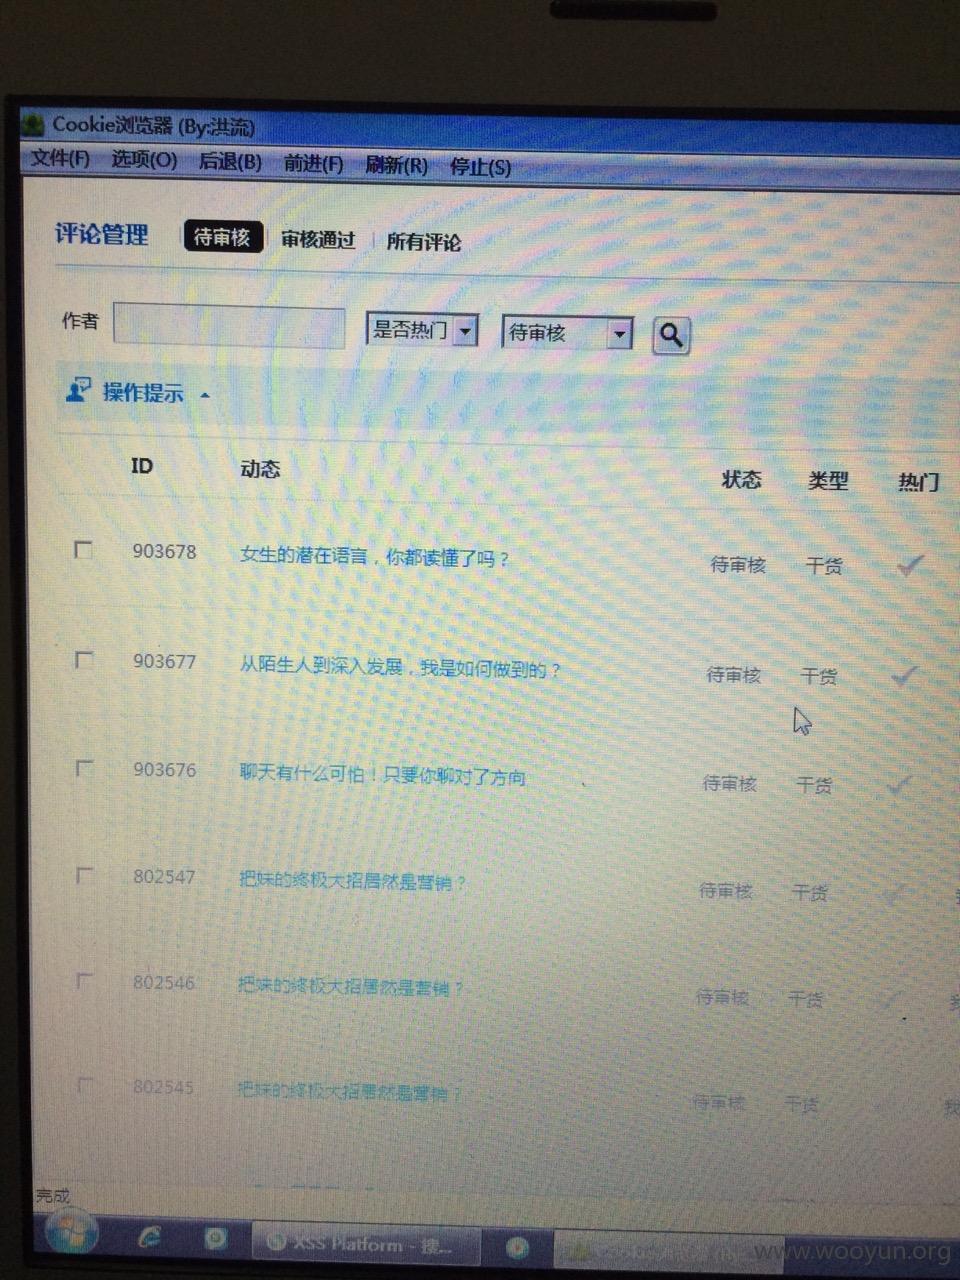 Cookie浏览器 (By:洪流)
文件(F) 选项(O) 后退(B) 前进(F) 刷新(R) 停止(S)
评论管理 待审核 审核通过 所有评论
作者 是否热门 待审核
操作提示
ID 动态 状态 类型 热门
903678 女生的潜在语言，你都读懂了吗？ 待审核 干货
903677 从陌生人到深入发展，我是如何做到的？ 待审核 干货
903676 聊天有什么可怕！只要你聊对了方向 待审核 干货
802547 把妹的终极大招居然是营销？ 待审核 干货
802546 把妹的终极大招居然是营销？ 待审核 干货
802545 把妹的终极大招居然是营销？ 待审核 干货 我
完成
XSS Platform - 搜...
www.wooyun.org